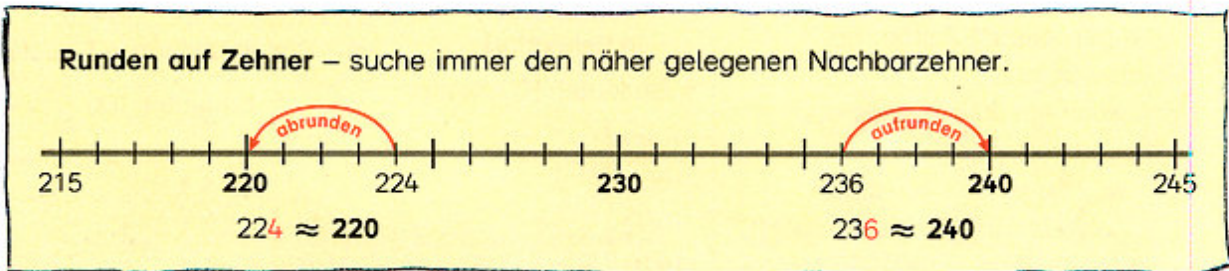 Runden auf Zehner – suche immer den näher gelegenen Nachbarzehner.
abrunden aufrunden
215 220 224 230 236 240 245
224 ≈ 220 236 ≈ 240